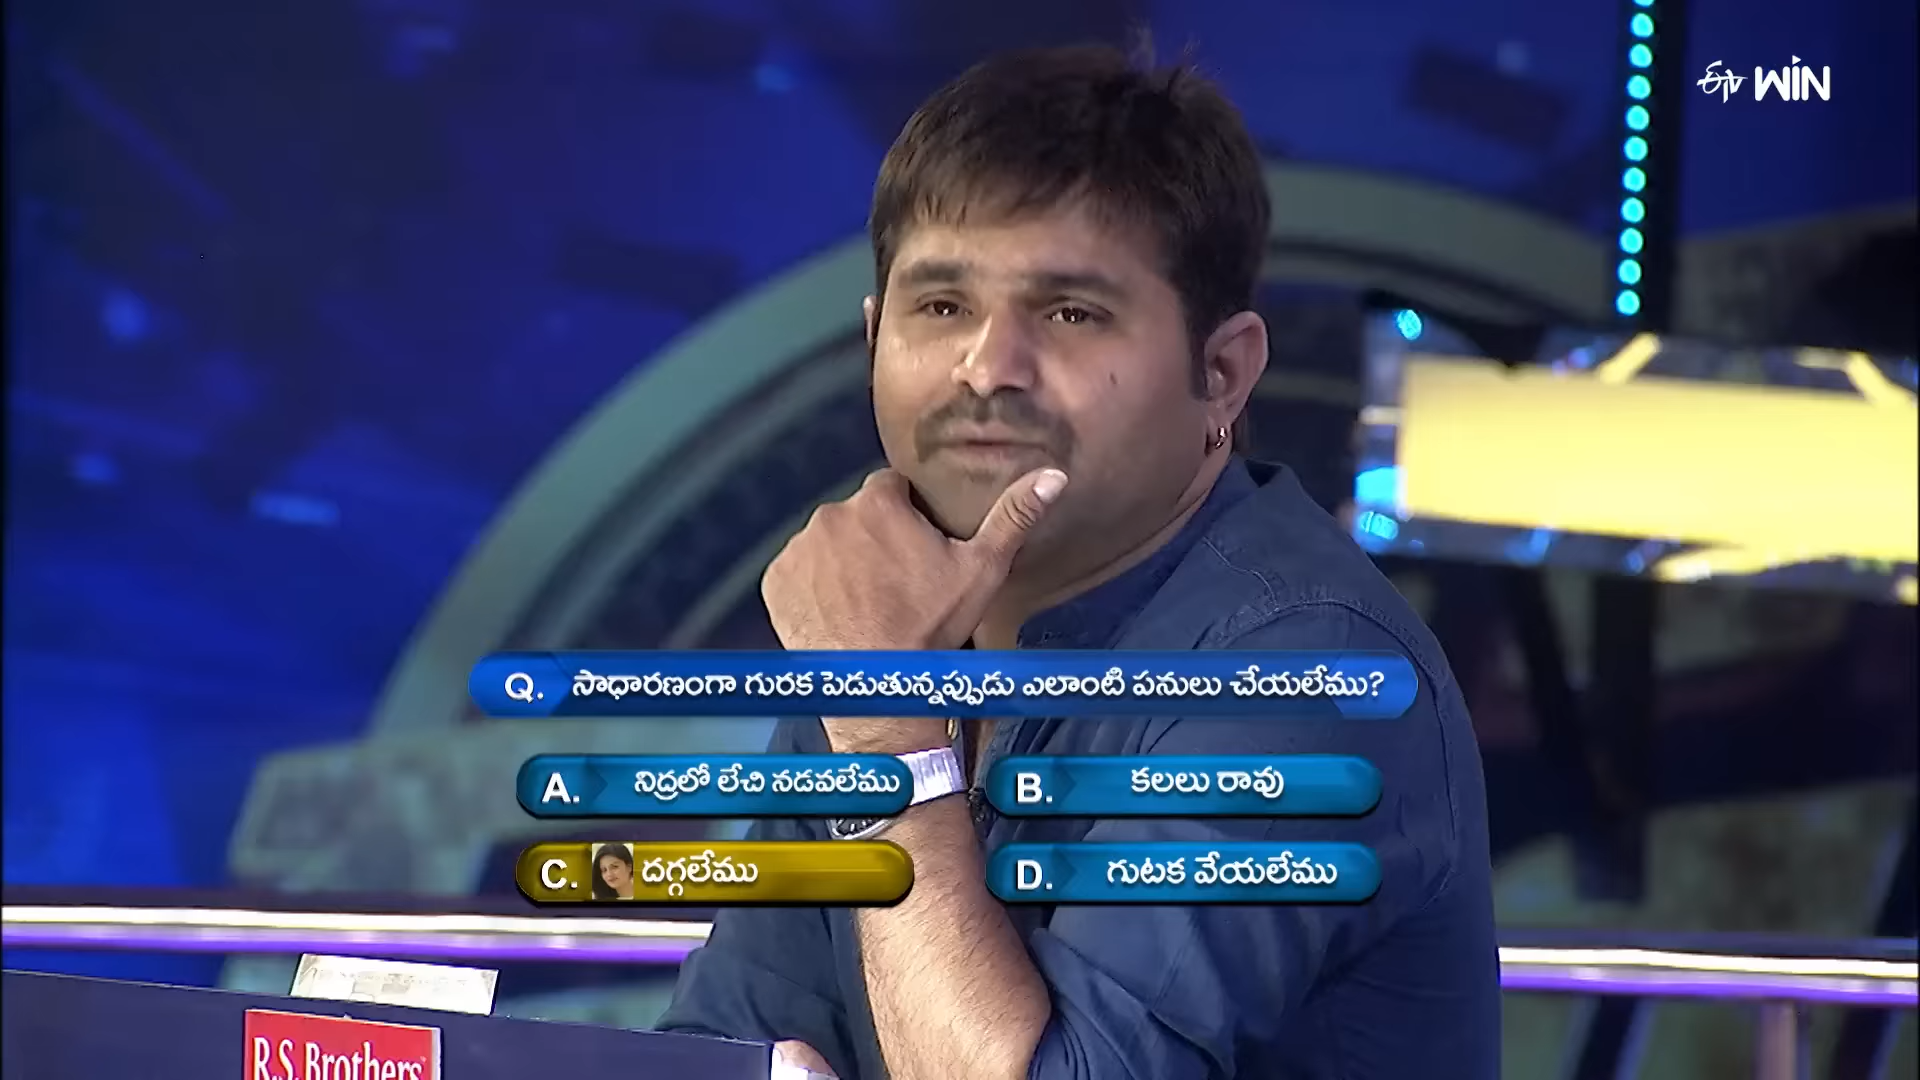 ETV WIN
Q. సాధారణంగా గురక పెడుతున్నప్పుడు ఎలాంటి పనులు చేయలేము?
A. నిద్రలో లేచి నడవలేము
B. కలలు రావు
C. దగ్గలేము
D. గుటక వేయలేము
R.S. Brothers